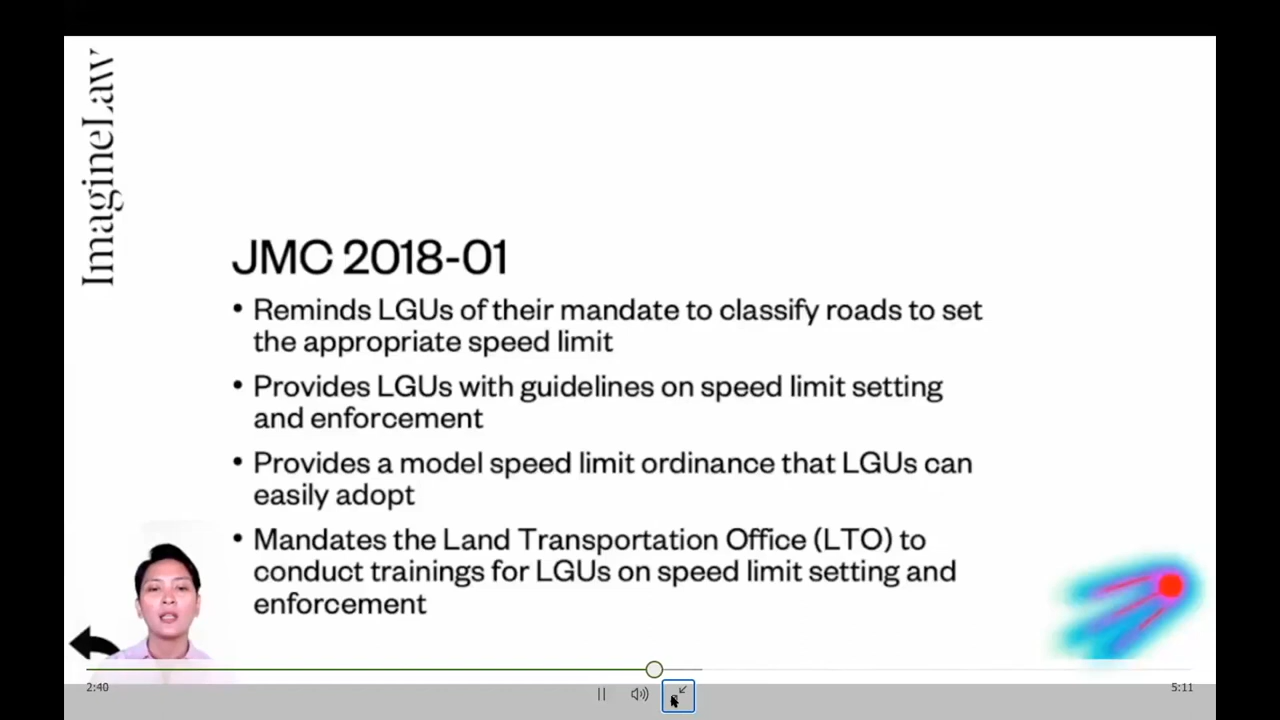 ImagineLaw
JMC 2018-01
• Reminds LGUs of their mandate to classify roads to set
the appropriate speed limit
• Provides LGUs with guidelines on speed limit setting
and enforcement
• Provides a model speed limit ordinance that LGUs can
easily adopt
• Mandates the Land Transportation Office (LTO) to
conduct trainings for LGUs on speed limit setting and
enforcement
2:40
5:11